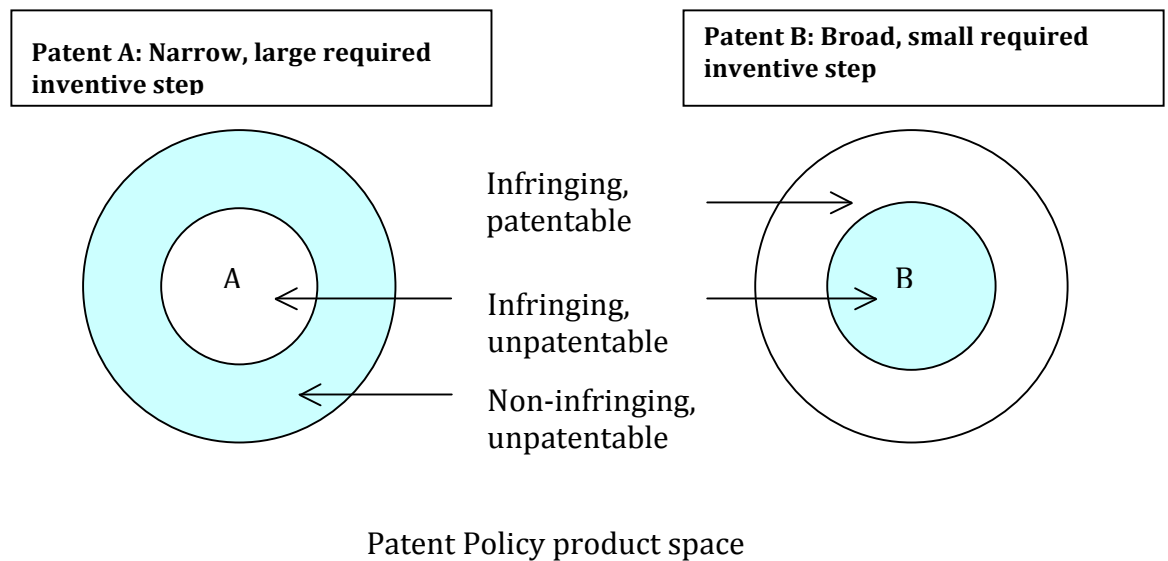 Patent A: Narrow, large required
inventive step
Patent B: Broad, small required
inventive step
Infringing,
patentable
A
B
Infringing,
unpatentable
Non-infringing,
unpatentable
Patent Policy product space